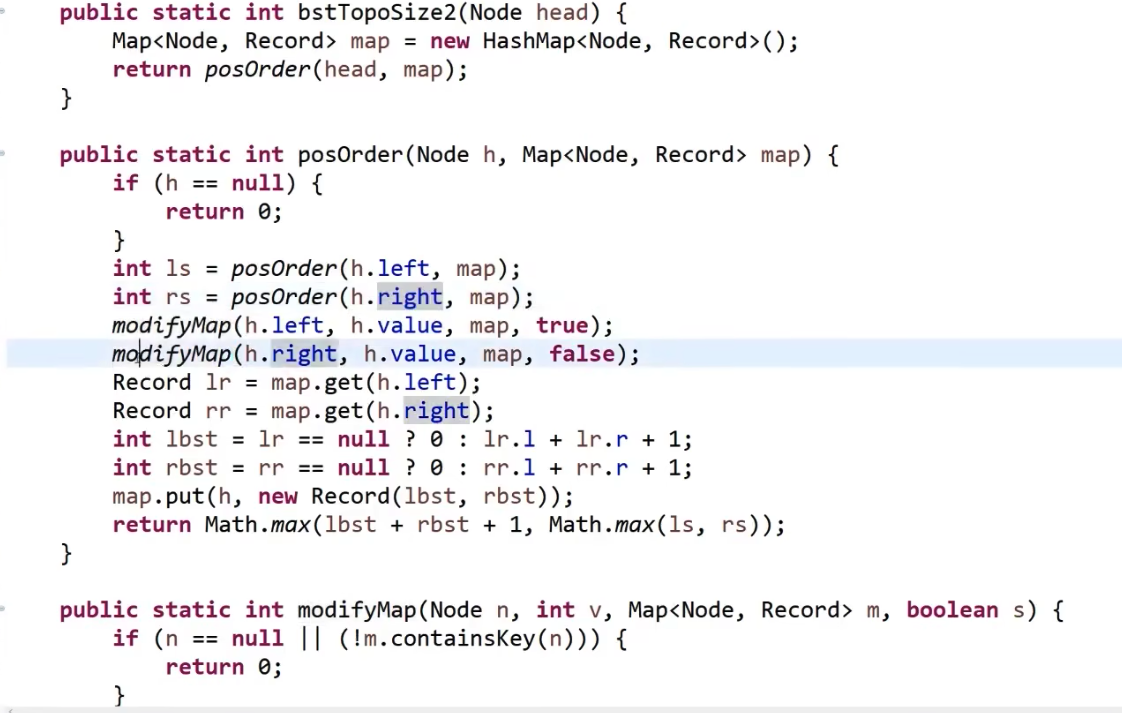 public static int bstTopoSize2(Node head) {
Map<Node, Record> map = new HashMap<Node, Record>();
return posOrder(head, map);
}
public static int posOrder(Node h, Map<Node, Record> map) {
if (h == null) {
return 0;
}
int ls = posOrder(h.left, map);
int rs = posOrder(h.right, map);
modifyMap(h.left, h.value, map, true);
modifyMap(h.right, h.value, map, false);
Record lr = map.get(h.left);
Record rr = map.get(h.right);
int lbst = lr == null ? 0 : lr.l + lr.r + 1;
int rbst = rr == null ? 0 : rr.l + rr.r + 1;
map.put(h, new Record(lbst, rbst));
return Math.max(lbst + rbst + 1, Math.max(ls, rs));
}
public static int modifyMap(Node n, int v, Map<Node, Record> m, boolean s) {
if (n == null || (!m.containsKey(n))) {
return 0;
}